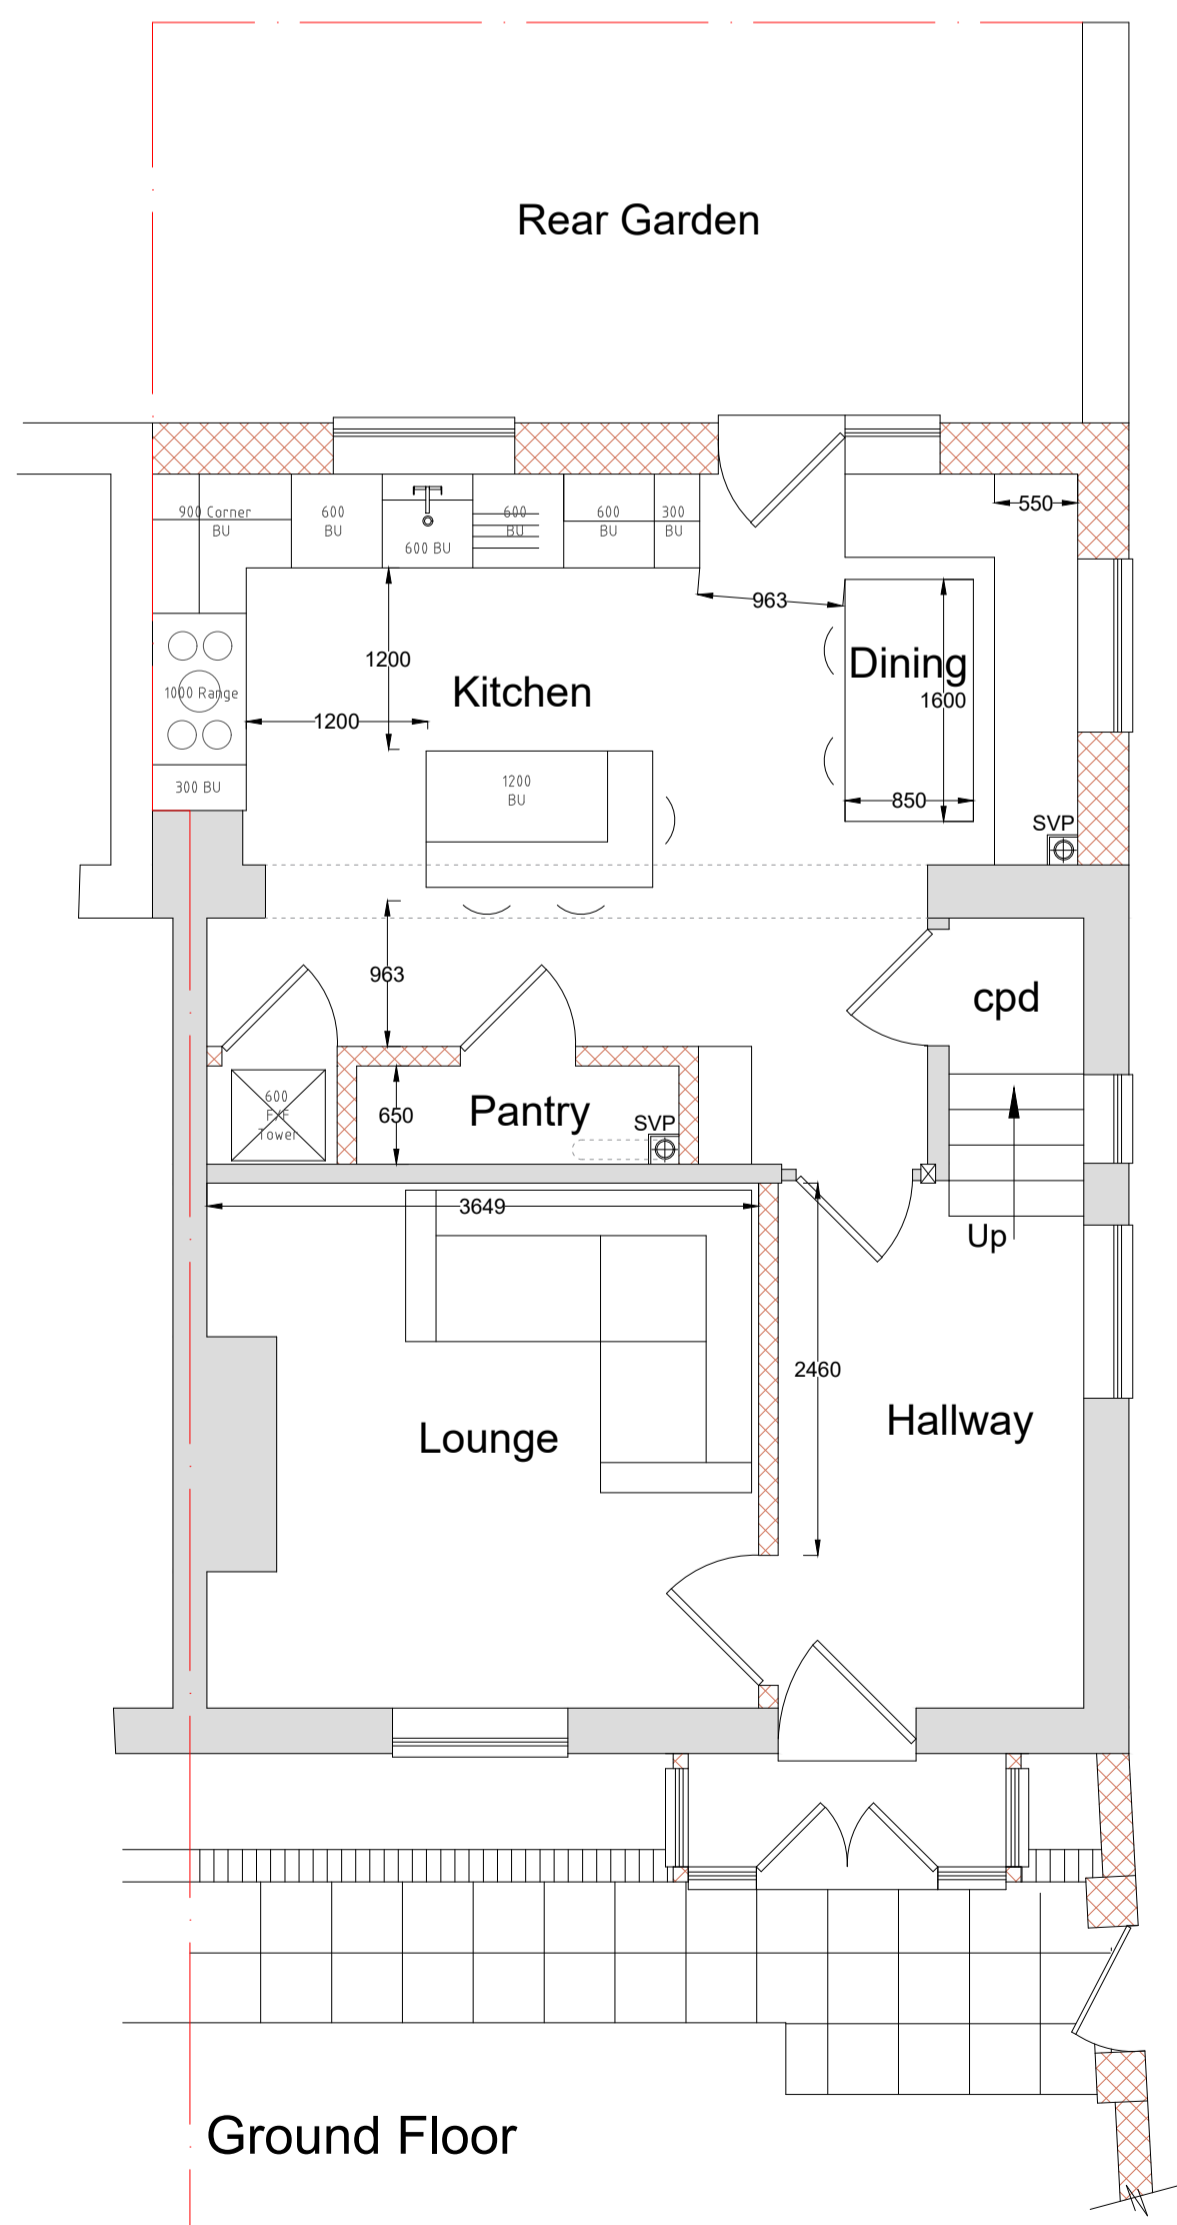 Rear Garden
900 Corner
BU
600
BU
600 BU
600
BU
600
BU
300
BU
550
963
1200
Dining
1600
Kitchen
1000 Range
1200
300 BU
1200
BU
850
SVP
963
cpd
600
F/F
Tower
650
Pantry
SVP
3649
Up
2460
Lounge
Hallway
Ground Floor